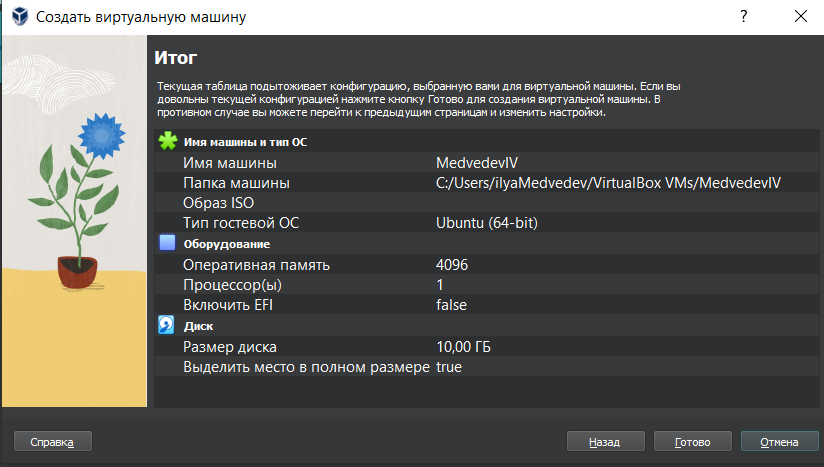 Создать виртуальную машину
?
Итог
Текущая таблица подытоживает конфигурацию, выбранную вами для виртуальной машины. Если вы
довольны текущей конфигурацией нажмите кнопку Готово для создания виртуальной машины. В
противном случае вы можете перейти к предыдущим страницам и изменить настройки.
Имя машины и тип ОС
Имя машины MedvedevIV
Папка машины C:/Users/ilyaMedvedev/VirtualBox VMs/MedvedevIV
Образ ISO
Тип гостевой ОС Ubuntu (64-bit)
Оборудование
Оперативная память 4096
Процессор(ы) 1
Включить EFI false
Диск
Размер диска 10,00 ГБ
Выделить место в полном размере true
Справка Назад Готово Отмена